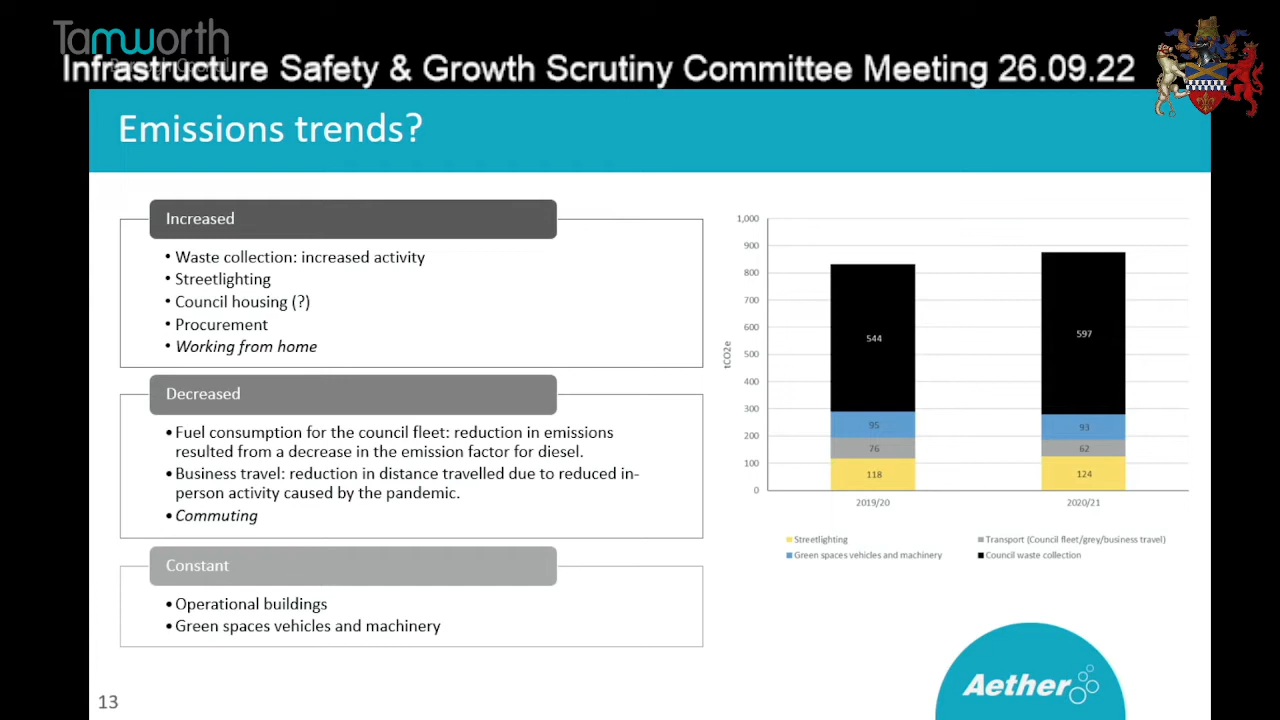 Tamworth
Borough Council
Infrastructure Safety & Growth Scrutiny Committee Meeting 26.09.22
Emissions trends?
Increased
• Waste collection: increased activity
• Streetlighting
• Council housing (?)
• Procurement
• Working from home
Decreased
• Fuel consumption for the council fleet: reduction in emissions
resulted from a decrease in the emission factor for diesel.
• Business travel: reduction in distance travelled due to reduced in-
person activity caused by the pandemic.
• Commuting
Constant
• Operational buildings
• Green spaces vehicles and machinery
13
tCO2e
1,000
900
800
700
600
500
400
300
200
100
0
544
95
76
118
597
93
62
124
2019/20
2020/21
Streetlighting
Transport (Council fleet/grey/business travel)
Green spaces vehicles and machinery
Council waste collection
Aether